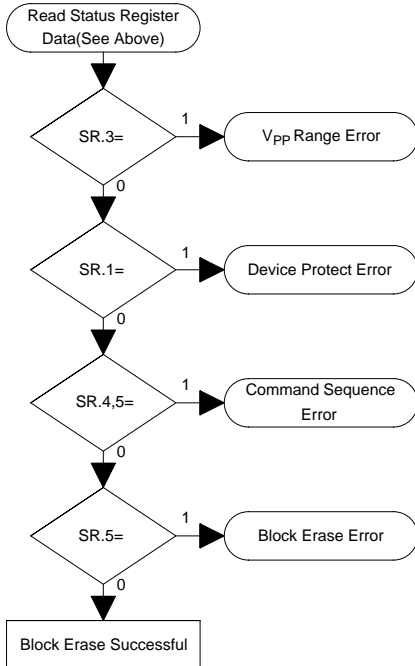 Read Status Register
Data(See Above)
SR.3=
1
VPP Range Error
0
SR.1=
1
Device Protect Error
0
SR.4,5=
1
Command Sequence
Error
0
SR.5=
1
Block Erase Error
0
Block Erase Successful